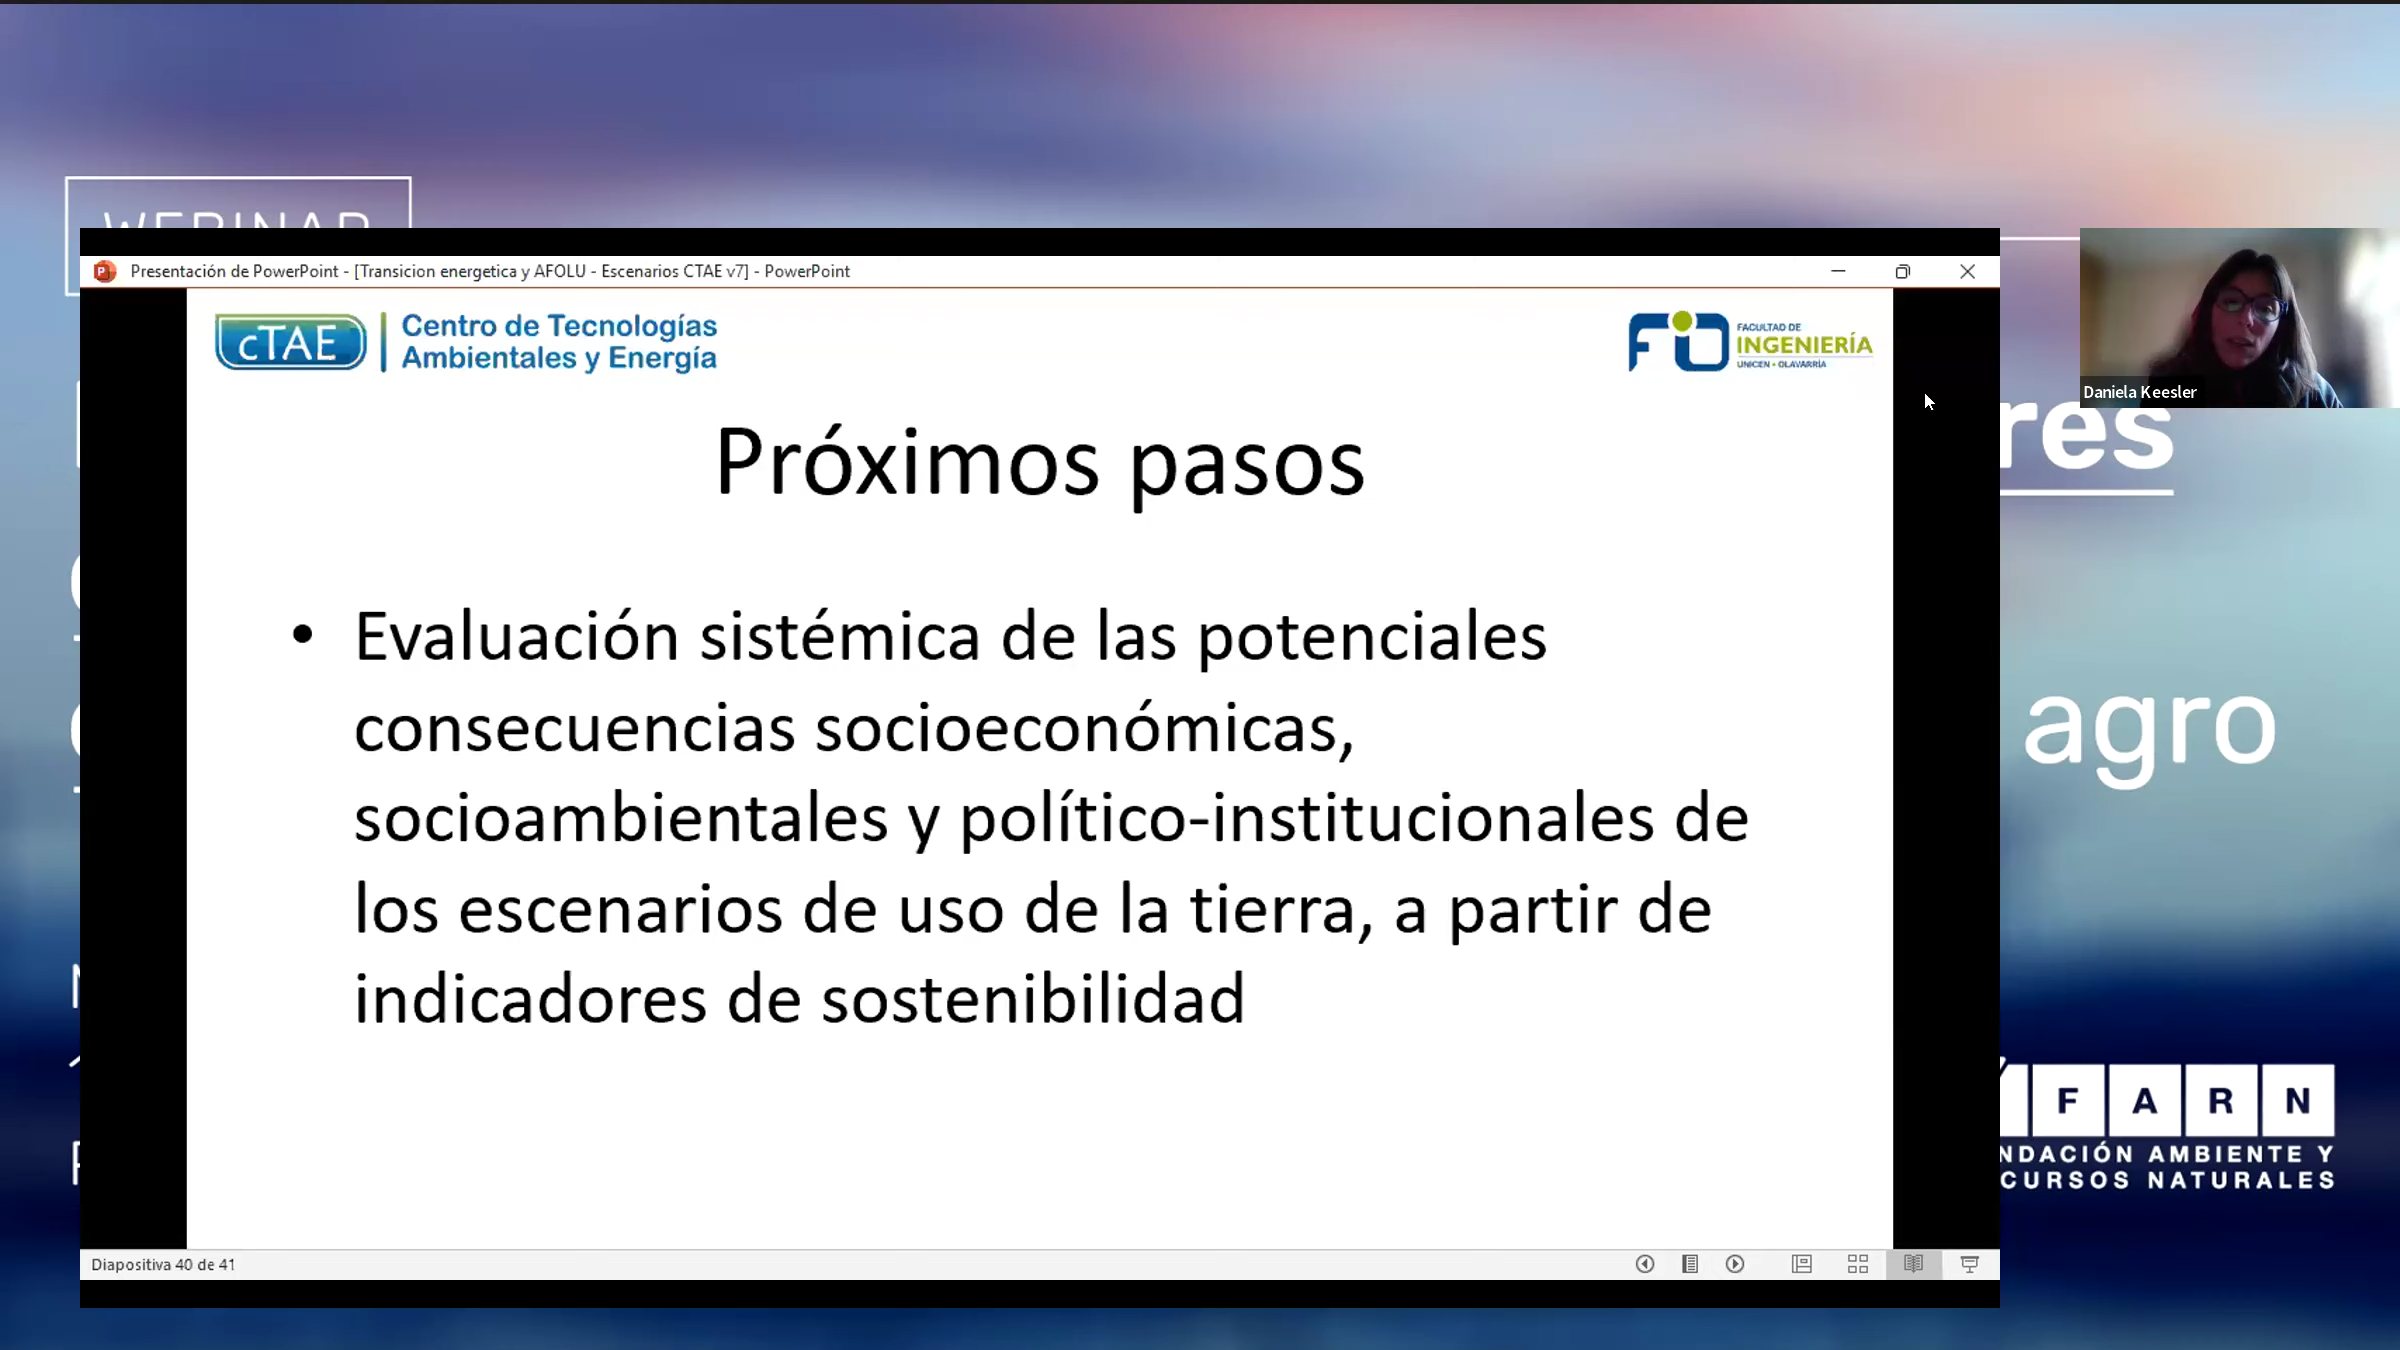 WEBINAR
Presentación de PowerPoint - [Transicion energetica y AFOLU - Escenarios CTAE v7] - PowerPoint
cTAE
Centro de Tecnologías
Ambientales y Energía
FIO
FACULTAD DE
INGENIERÍA
UNICEN • OLAVARRÍA
Daniela Keesler
res
Próximos pasos
• Evaluación sistémica de las potenciales
consecuencias socioeconómicas,
socioambientales y político-institucionales de
los escenarios de uso de la tierra, a partir de
indicadores de sostenibilidad
agro
F A R N
NDACIÓN AMBIENTE Y
CURSOS NATURALES
Diapositiva 40 de 41